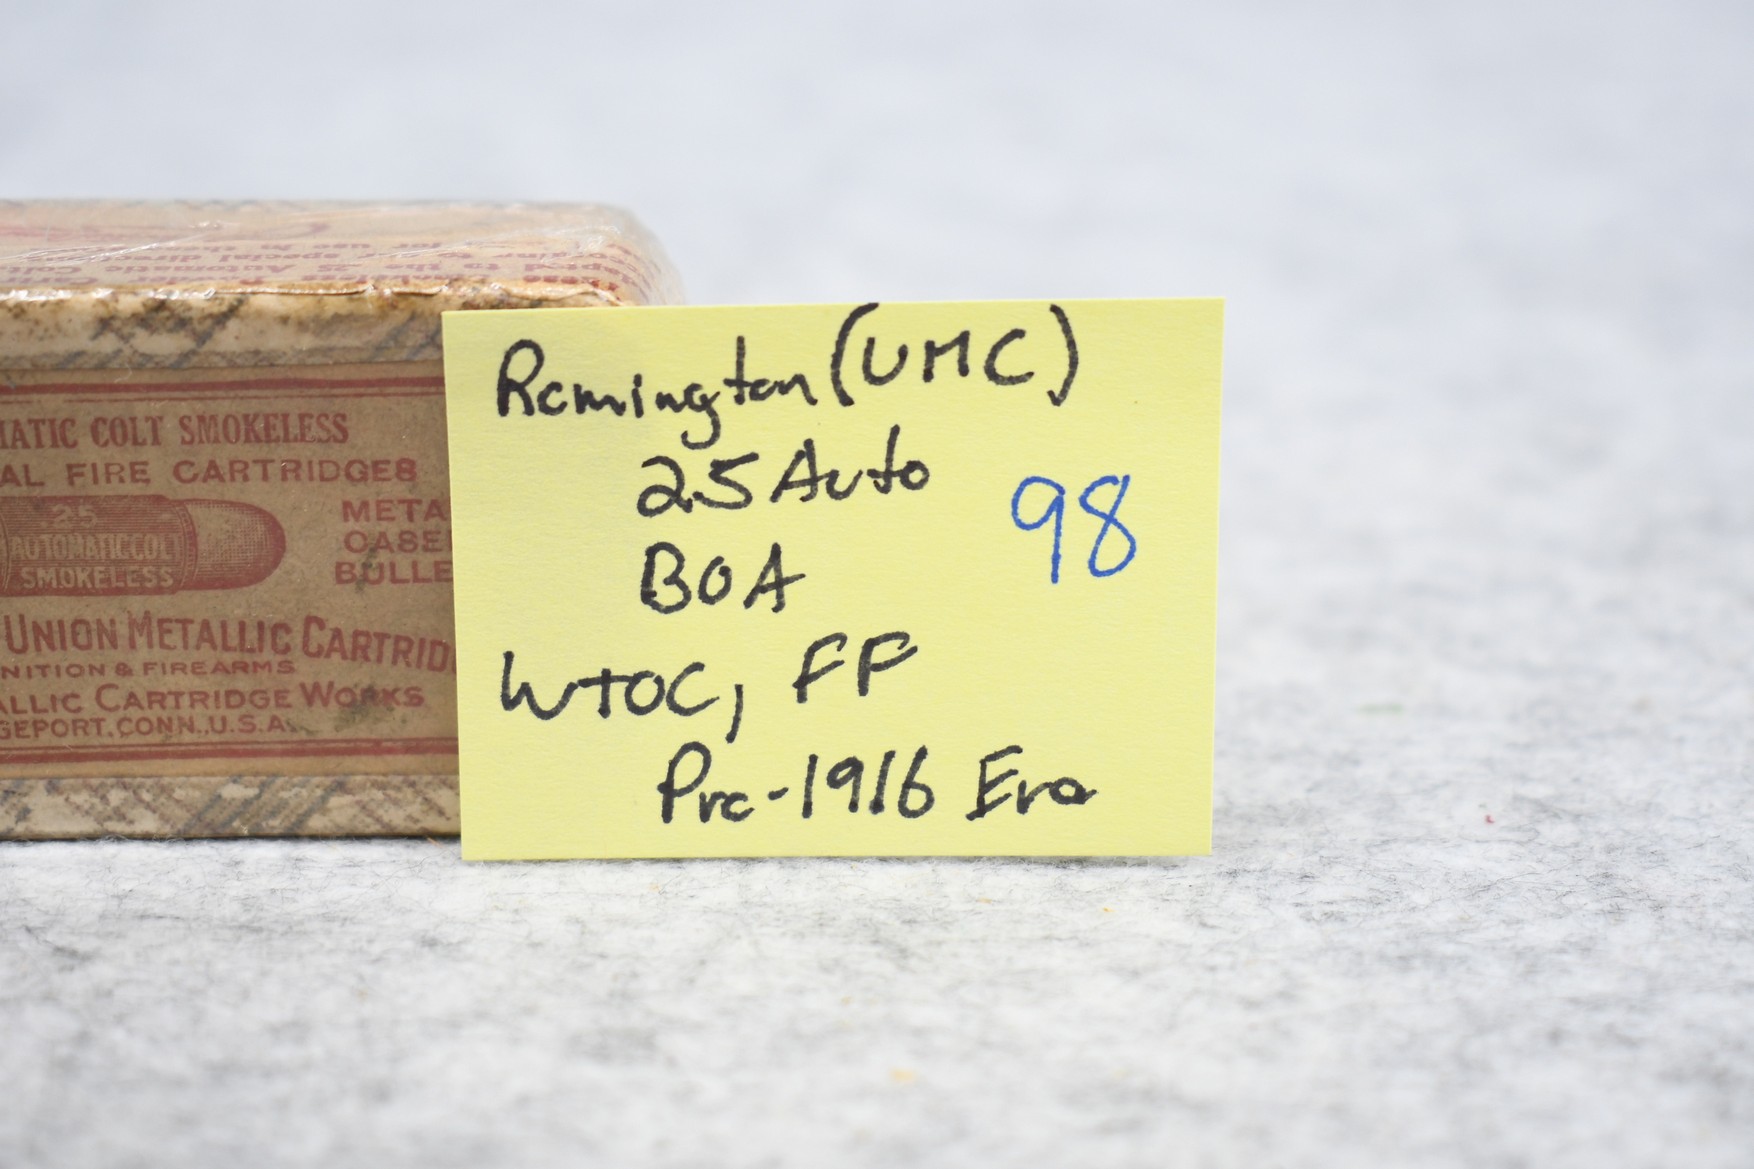 MATIC COLT SMOKELESS
AL FIRE CARTRIDGES
.25
AUTOMATIC COL
SMOKELESS
META
CASE
BULLE
UNION METALLIC CARTRID
NITION & FIREARMS
ALLIC CARTRIDGE WORKS
GEPORT, CONN., U.S.A.
Remington (UMC)
25 Auto
BOA
WTOC, FF
Pre-1916 Era
98